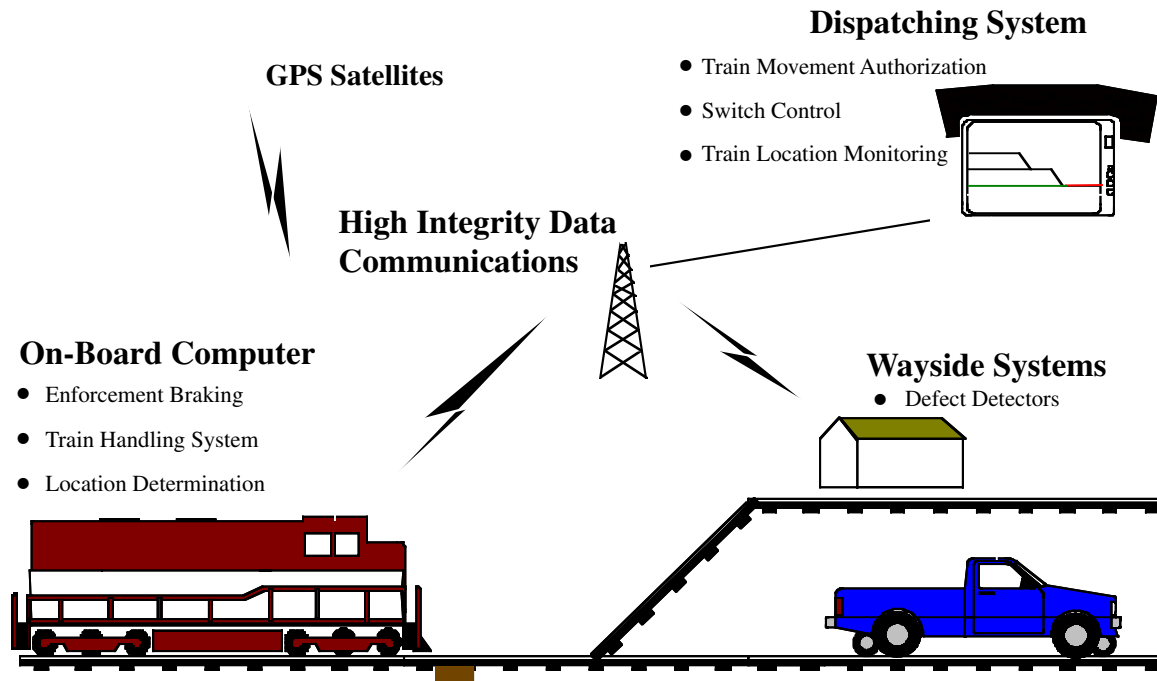 Dispatching System
● Train Movement Authorization
● Switch Control
● Train Location Monitoring
GPS Satellites
High Integrity Data
Communications
On-Board Computer
● Enforcement Braking
● Train Handling System
● Location Determination
Wayside Systems
● Defect Detectors